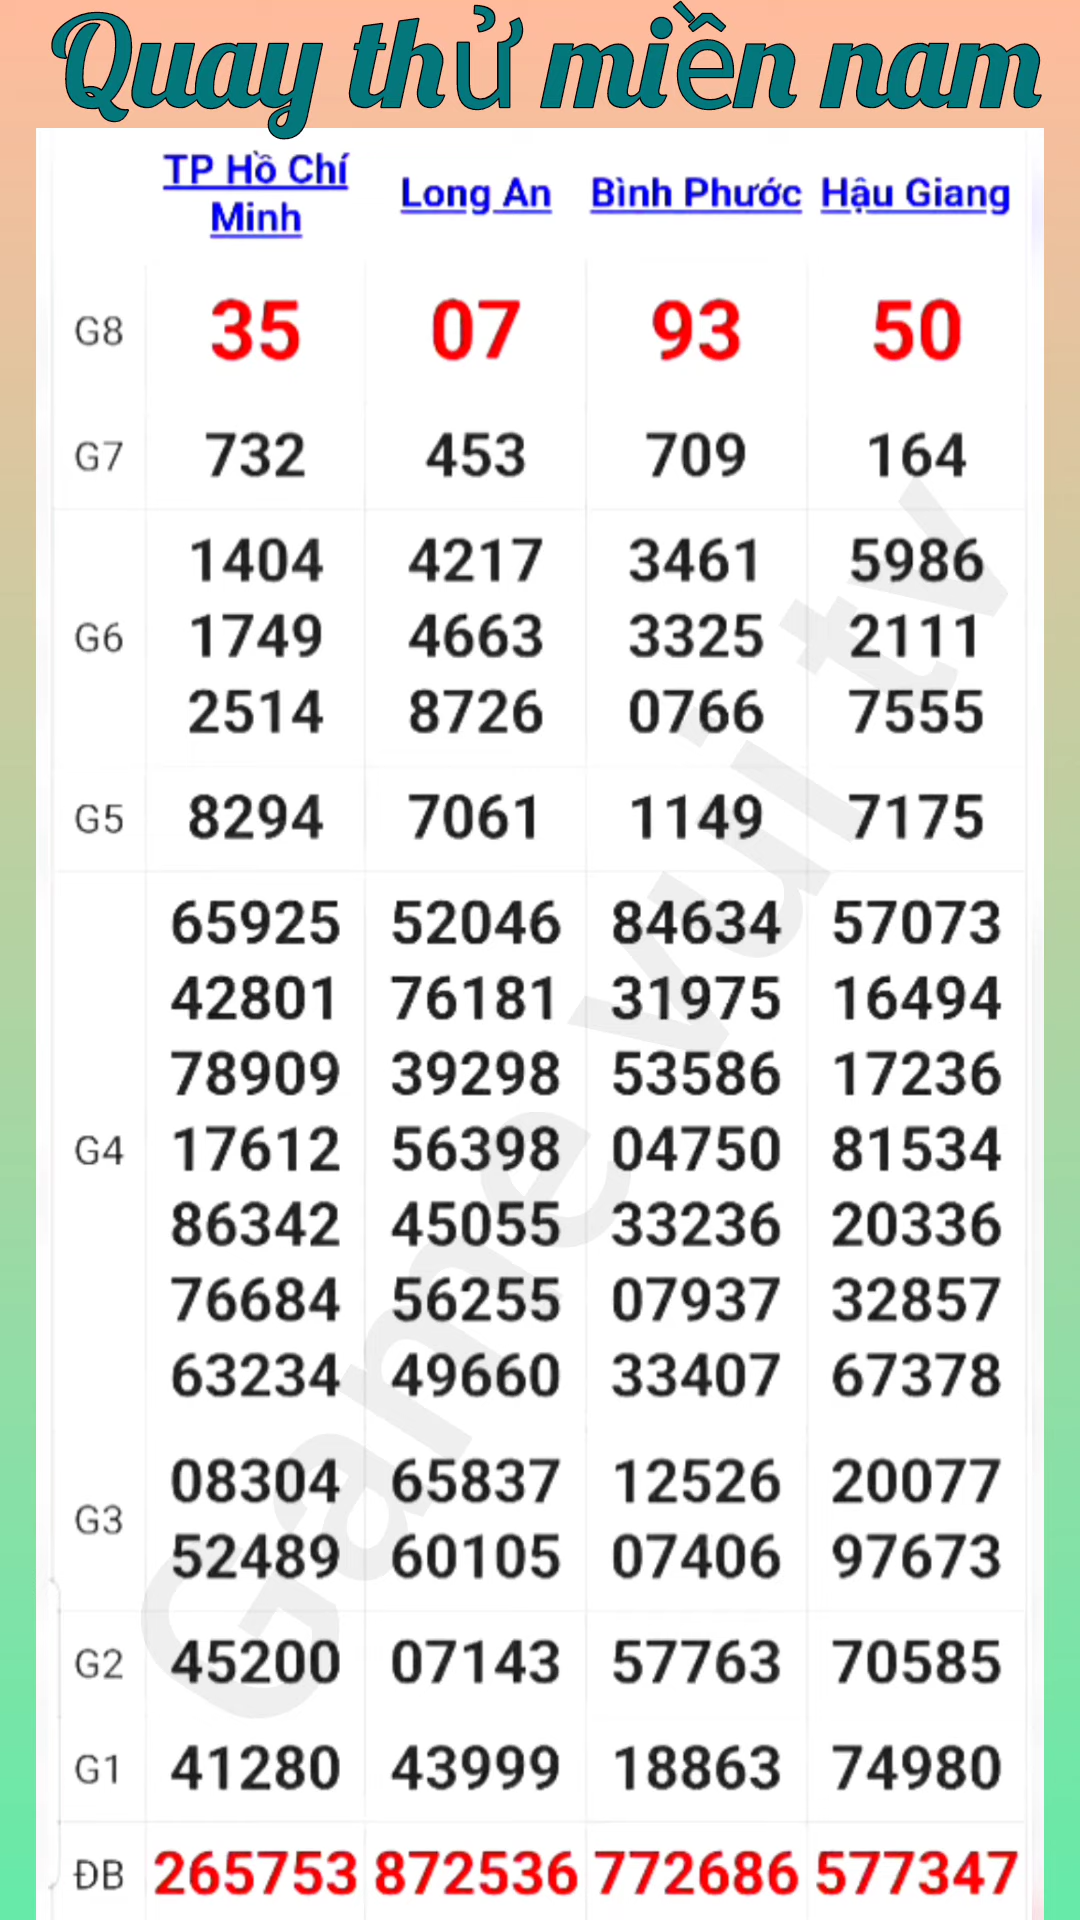 Quay thử miền nam
TP Hồ Chí Minh Long An Bình Phước Hậu Giang
G8 35 07 93 50
G7 732 453 709 164
1404 4217 3461 5986
G6 1749 4663 3325 2111
2514 8726 0766 7555
G5 8294 7061 1149 7175
65925 52046 84634 57073
42801 76181 31975 16494
78909 39298 53586 17236
G4 17612 56398 04750 81534
86342 45055 33236 20336
76684 56255 07937 32857
63234 49660 33407 67378
G3
08304 65837 12526 20077
52489 60105 07406 97673
G2 45200 07143 57763 70585
G1 41280 43999 18863 74980
ĐB 265753 872536 772686 577347
Game vui tv